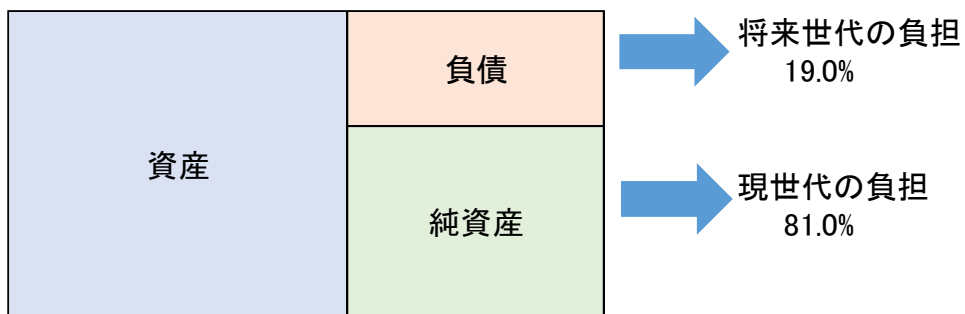 資産
負債
純資産
将来世代の負担
19.0%
現世代の負担
81.0%